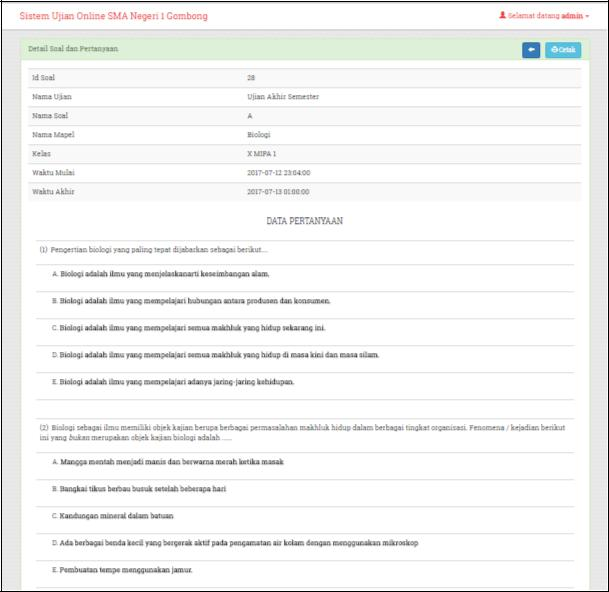 Sistem Ujian Online SMA Negeri 1 Gombong
Selamat datang admin
Detail Soal dan Pertanyaan
Cetak
Id Soal 28
Nama Ujian Ujian Akhir Semester
Nama Soal A
Nama Mapel Biologi
Kelas X MIPA 1
Waktu Mulai 2017-07-12 23:04:00
Waktu Akhir 2017-07-13 01:00:00
DATA PERTANYAAN
(1) Pengertian biologi yang paling tepat dijabarkan sebagai berikut....
A. Biologi adalah ilmu yang menjelaskanarti keseimbangan alam.
B. Biologi adalah ilmu yang mempelajari hubungan antara produsen dan konsumen.
C. Biologi adalah ilmu yang mempelajari semua makhluk yang hidup sekarang ini.
D. Biologi adalah ilmu yang mempelajari semua makhluk yang hidup di masa kini dan masa silam.
E. Biologi adalah ilmu yang mempelajari adanya jaring-jaring kehidupan.
(2) Biologi sebagai ilmu memiliki objek kajian berupa berbagai permasalahan makhluk hidup dalam berbagai tingkat organisasi. Fenomena / kejadian berikut
ini yang bukan merupakan objek kajian biologi adalah ......
A. Mangga mentah menjadi manis dan berwarna merah ketika masak
B. Bangkai tikus berbau busuk setelah beberapa hari
C. Kandungan mineral dalam batuan
D. Ada berbagai benda kecil yang bergerak aktif pada pengamatan air kolam dengan menggunakan mikroskop
E. Pembuatan tempe menggunakan jamur.